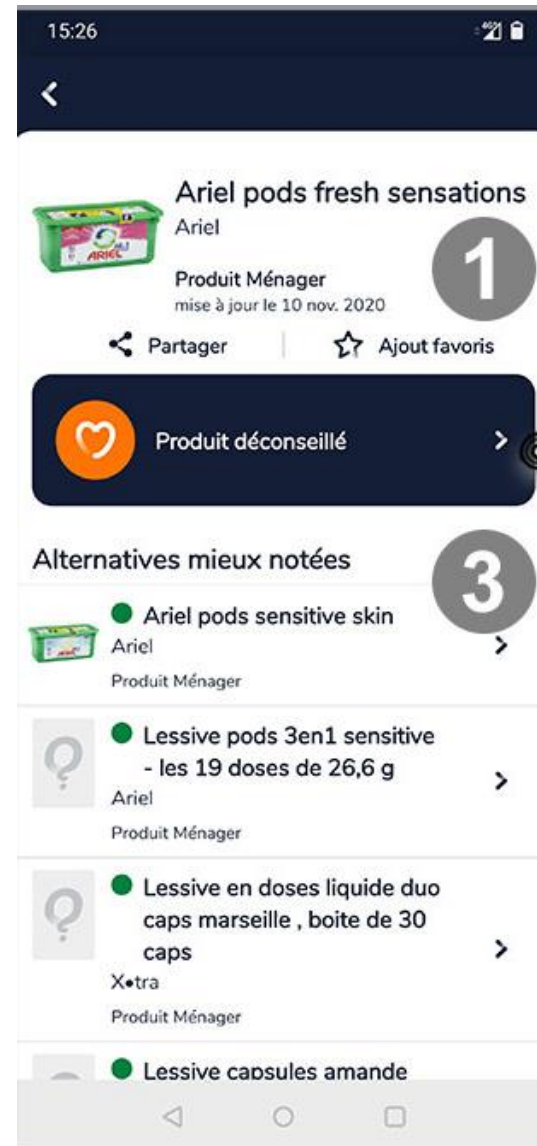 15:26
Ariel pods fresh sensations
Ariel
1
ARIEL
Produit Ménager
mise à jour le 10 nov. 2020
Partager
Ajout favoris
Produit déconseillé
Alternatives mieux notées
3
Ariel pods sensitive skin
Ariel
Produit Ménager
?
Lessive pods 3en1 sensitive
- les 19 doses de 26,6 g
Ariel
Produit Ménager
?
Lessive en doses liquide duo
caps marseille , boite de 30
caps
X•tra
Produit Ménager
Lessive capsules amande